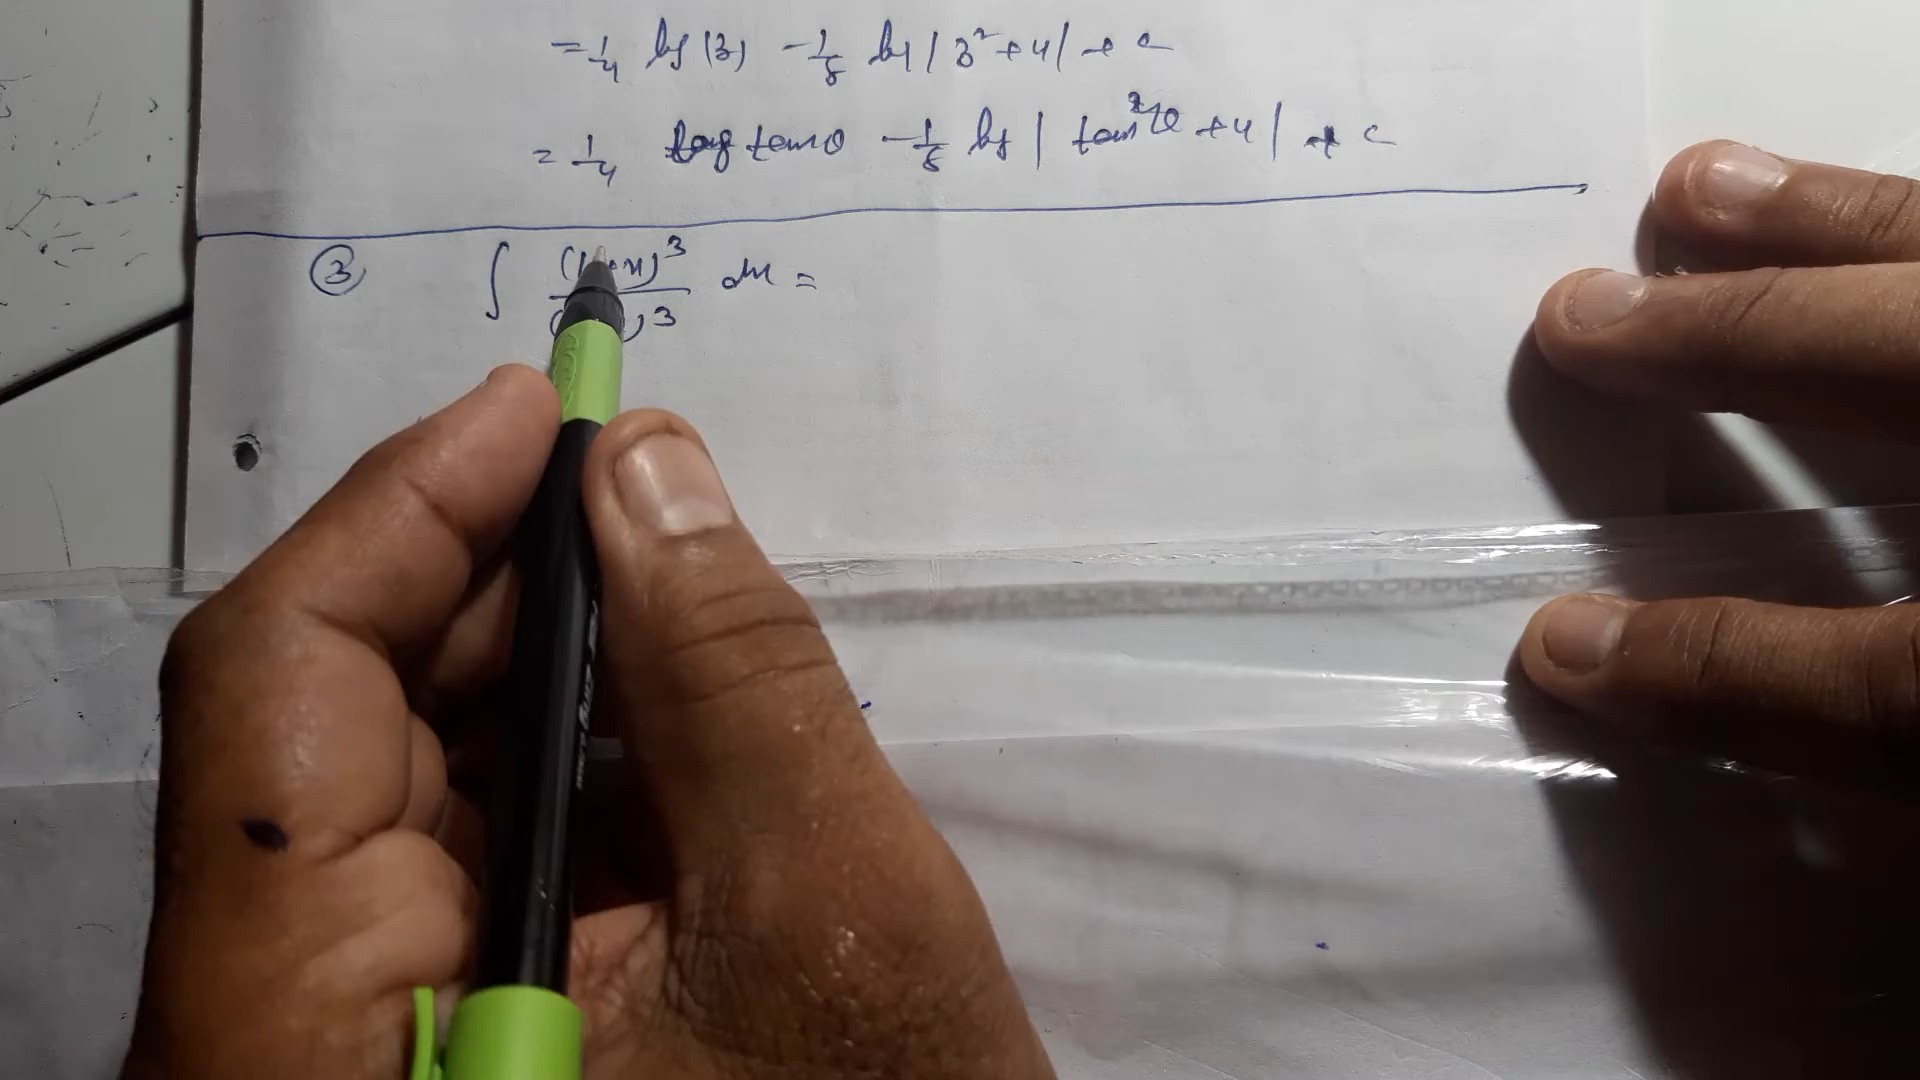 = 1/4 log |z| - 1/8 log | z² + 4 | + c
= 1/4 log tanθ - 1/8 log | tan²θ + 4 | + c
③ ∫ (1+x)³ / ( )³ dx =